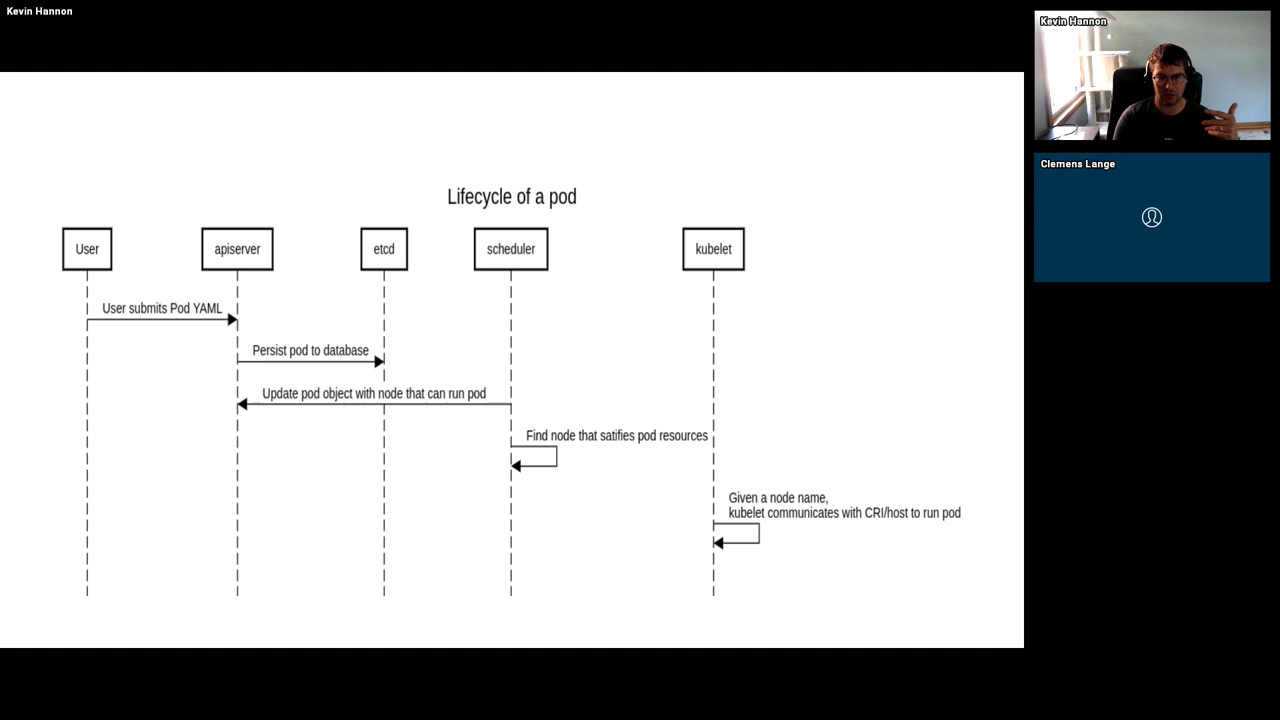 Kevin Hannon
Kevin Hannon
Clemens Lange
Lifecycle of a pod
User
apiserver
etcd
scheduler
kubelet
User submits Pod YAML
Persist pod to database
Update pod object with node that can run pod
Find node that satifies pod resources
Given a node name,
kubelet communicates with CRI/host to run pod